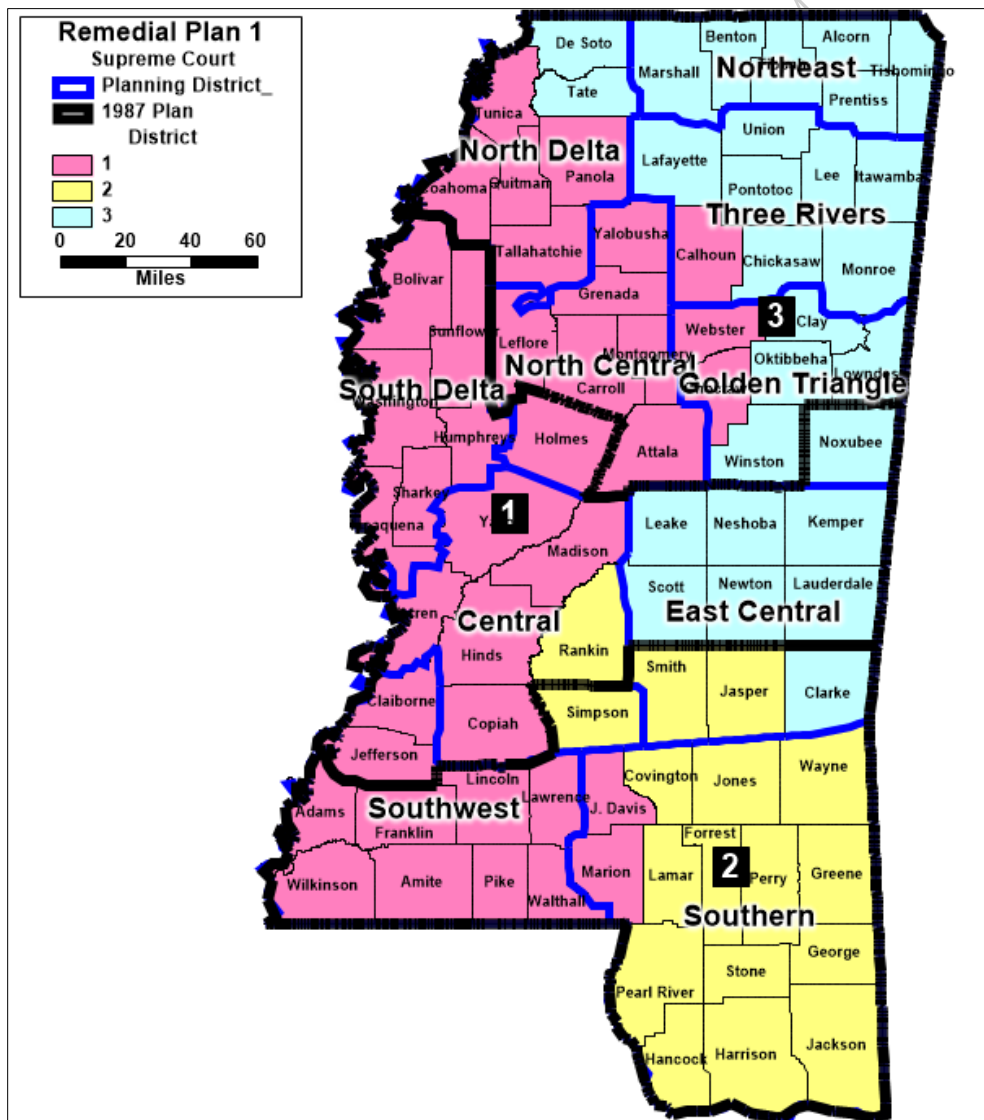 Remedial Plan 1
Supreme Court
Planning District_
1987 Plan
District
1
2
3
0 20 40 60
Miles
De Soto
Benton
Alcorn
Marshall
Northeast
Tishomingo
Tate
Prentiss
Tunica
Union
North Delta
Lafayette
Coahoma
Quitman
Panola
Lee
Itawamba
Pontotoc
Three Rivers
Yalobusha
Tallahatchie
Calhoun
Chickasaw
Monroe
Bolivar
Grenada
3
Clay
Sunflower
Webster
Leflore
Montgomery
Oktibbeha
North Central
Lowndes
South Delta
Carroll
Golden Triangle
Washington
Humphreys
Holmes
Attala
Noxubee
Winston
Sharkey
1
Leake
Neshoba
Kemper
Madison
Scott
Newton
Lauderdale
Central
East Central
Rankin
Hinds
Smith
Jasper
Clarke
Claiborne
Simpson
Copiah
Jefferson
Wayne
Lincoln
Covington
Jones
Lawrence
Southwest
J. Davis
Adams
Franklin
Forrest
2
Wilkinson
Amite
Pike
Marion
Lamar
Perry
Greene
Walthall
Southern
George
Stone
Pearl River
Hancock
Harrison
Jackson